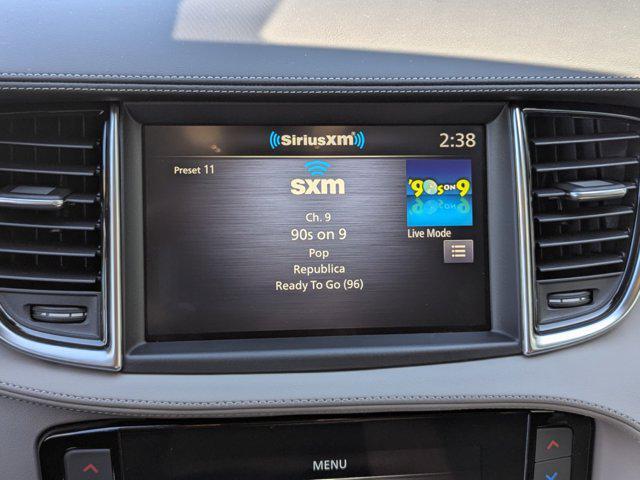 SiriusXM
2:38
Preset 11
sxm
'90s on 9
Ch. 9
90s on 9
Live Mode
Pop
Republica
Ready To Go (96)
MENU